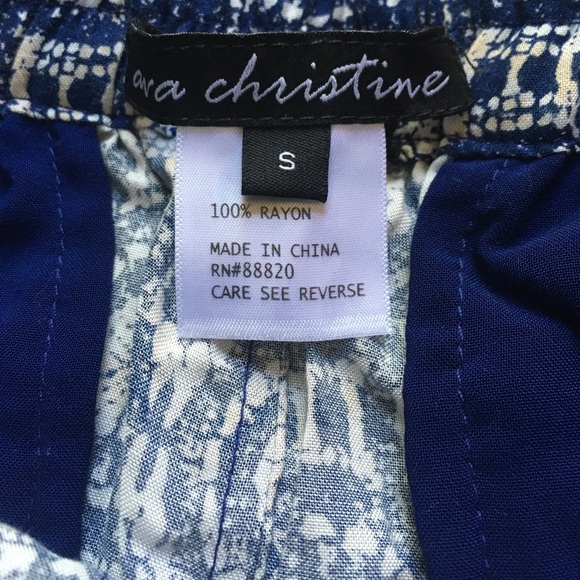 ava christine
S
100% RAYON
MADE IN CHINA
RN#88820
CARE SEE REVERSE